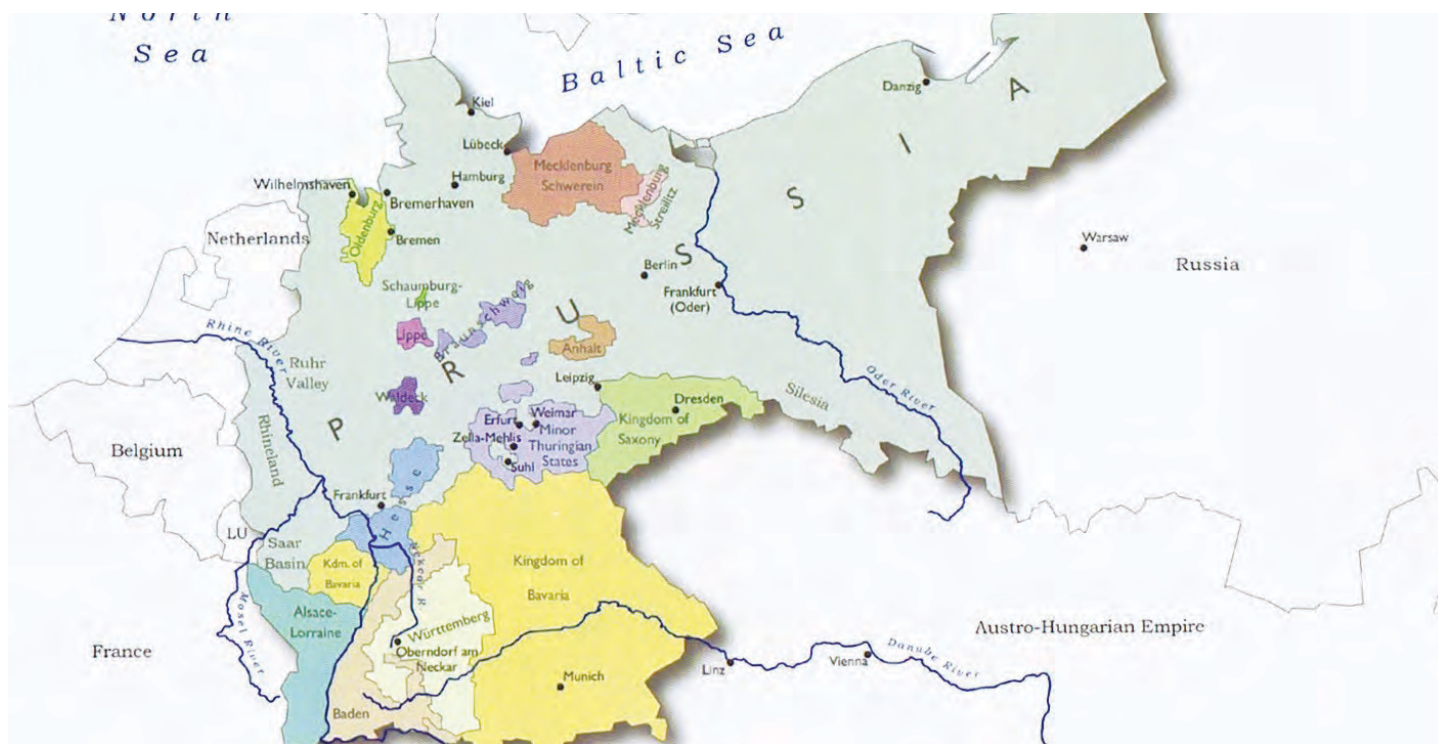 North
Sea
Baltic Sea
Kiel
Danzig
Lübeck
Mecklenburg
Schwerein
Mecklenburg
Streilitz
Hamburg
Wilhelmshaven
Bremerhaven
Oldenburg
Bremen
Netherlands
Warsaw
Russia
Berlin
Frankfurt
(Oder)
Schaumburg-
Lippe
Lippe
Braunschweig
Anhalt
PRUSSIA
Rhine River
Ruhr
Valley
Waldeck
Leipzig
Dresden
Silesia
Oder River
Kingdom of
Saxony
Erfurt
Weimar
Minor
Thuringian
States
Zella-Mehlis
Suhl
Belgium
Rhineland
Frankfurt
Hesse
LU
Saar
Basin
Kdm. of
Bavaria
Neckar R.
Kingdom of
Bavaria
Alsace-
Lorraine
Mosel River
Württemberg
Oberndorf am
Neckar
France
Austro-Hungarian Empire
Linz
Vienna
Danube River
Munich
Baden